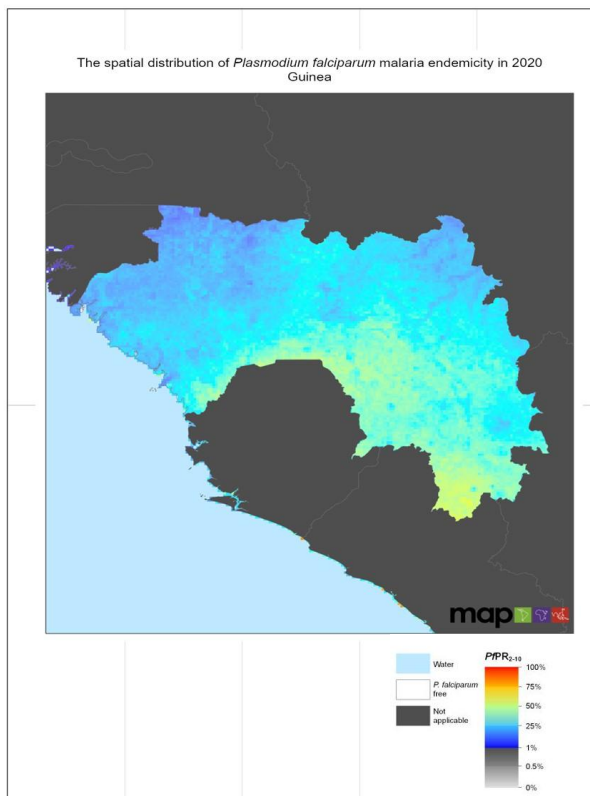 The spatial distribution of Plasmodium falciparum malaria endemicity in 2020
Guinea
map
Water
P. falciparum
free
Not
applicable
PfPR2-10
100%
75%
50%
25%
1%
0.5%
0%